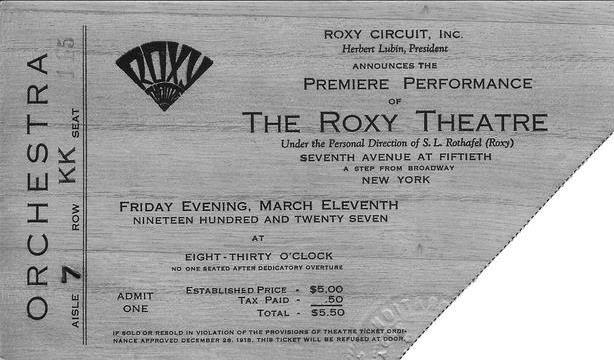 ROXY CIRCUIT, INC.
Herbert Lubin, President
ANNOUNCES THE
PREMIERE PERFORMANCE
OF
THE ROXY THEATRE
Under the Personal Direction of S. L. Rothafel (Roxy)
SEVENTH AVENUE AT FIFTIETH
A STEP FROM BROADWAY
NEW YORK
ROXY
FRIDAY EVENING, MARCH ELEVENTH
NINETEEN HUNDRED AND TWENTY SEVEN
AT
EIGHT-THIRTY O'CLOCK
NO ONE SEATED AFTER DEDICATORY OVERTURE
ADMIT
ONE
ESTABLISHED PRICE - $5.00
TAX PAID - .50
TOTAL - $5.50
IF SOLD OR RESOLD IN VIOLATION OF THE PROVISIONS OF THEATRE TICKET ORDI-
NANCE APPROVED DECEMBER 28, 1918, THIS TICKET WILL BE REFUSED AT DOOR.
ORCHESTRA
AISLE 7 ROW KK SEAT